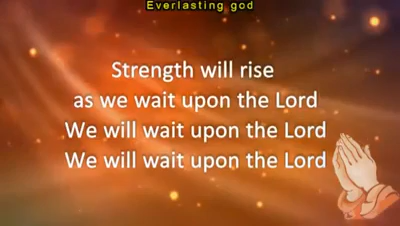 Everlasting god
Strength will rise
as we wait upon the Lord
We will wait upon the Lord
We will wait upon the Lord